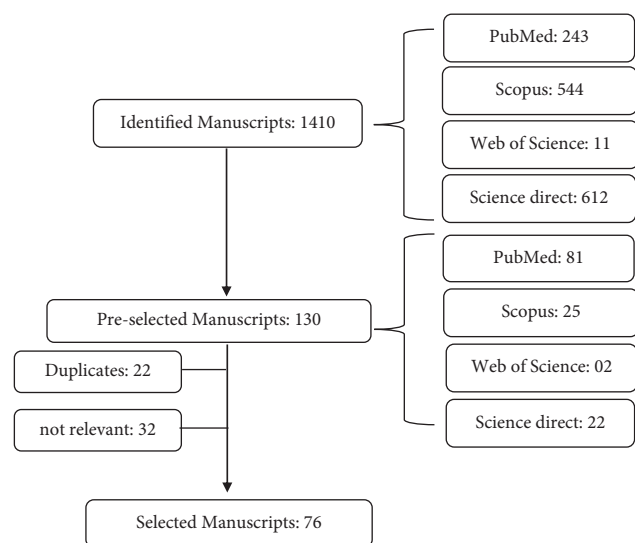 PubMed: 243
Scopus: 544
Identified Manuscripts: 1410
Web of Science: 11
Science direct: 612
PubMed: 81
Pre-selected Manuscripts: 130
Scopus: 25
Duplicates: 22
Web of Science: 02
not relevant: 32
Science direct: 22
Selected Manuscripts: 76